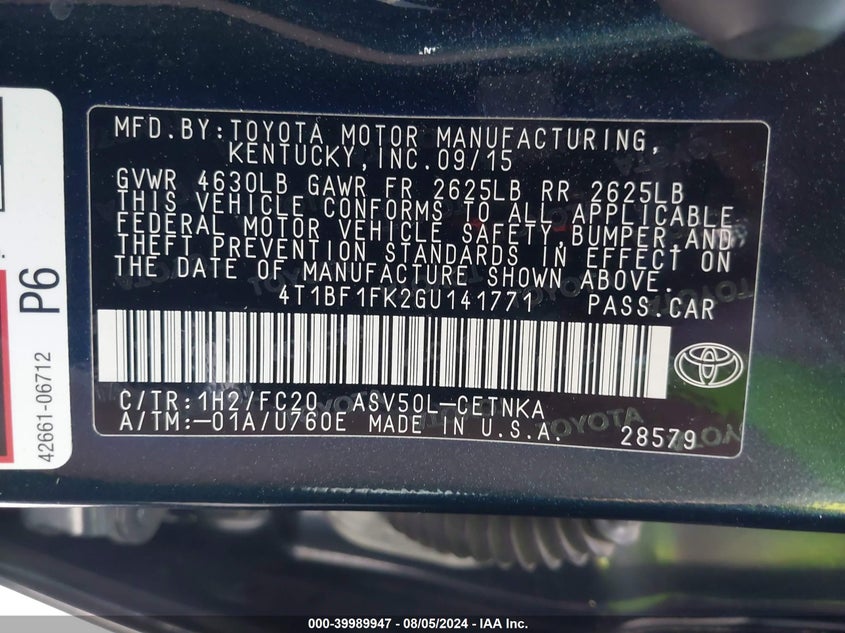 MFD.BY:TOYOTA MOTOR MANUFACTURING,
KENTUCKY,INC.09/15
GVWR 4630LB GAWR FR 2625LB RR 2625LB
THIS VEHICLE CONFORMS TO ALL APPLICABLE
FEDERAL MOTOR VEHICLE SAFETY,BUMPER,AND
THEFT PREVENTION STANDARDS IN EFFECT ON
THE DATE OF MANUFACTURE SHOWN ABOVE.
4T1BF1FK2GU141771 PASS.CAR
C/TR:1H2/FC20 ASV50L-CETNKA
A/TM:-01A/U760E MADE IN U.S.A. 28579
TOYOTA
P6
42661-06712
000-39989947 - 08/05/2024 - IAA Inc.